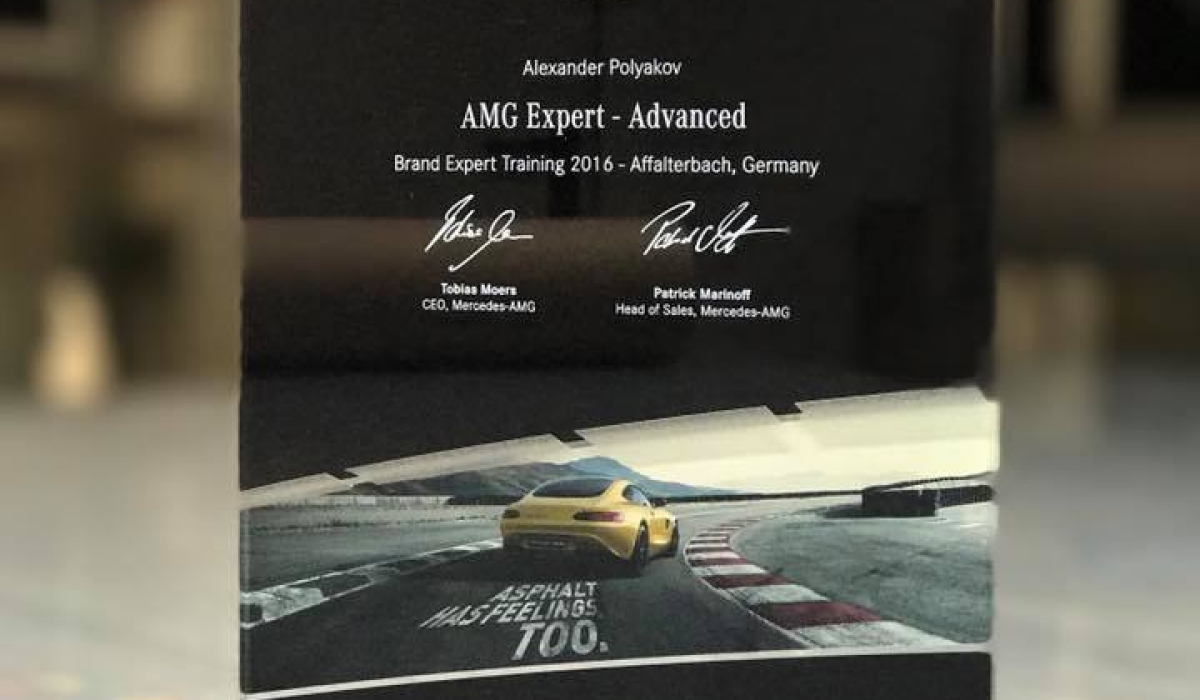 Alexander Polyakov
AMG Expert - Advanced
Brand Expert Training 2016 - Affalterbach, Germany
Tobias Moers
CEO, Mercedes-AMG
Patrick Marinoff
Head of Sales, Mercedes-AMG
ASPHALT
HAS FEELINGS
TOO.